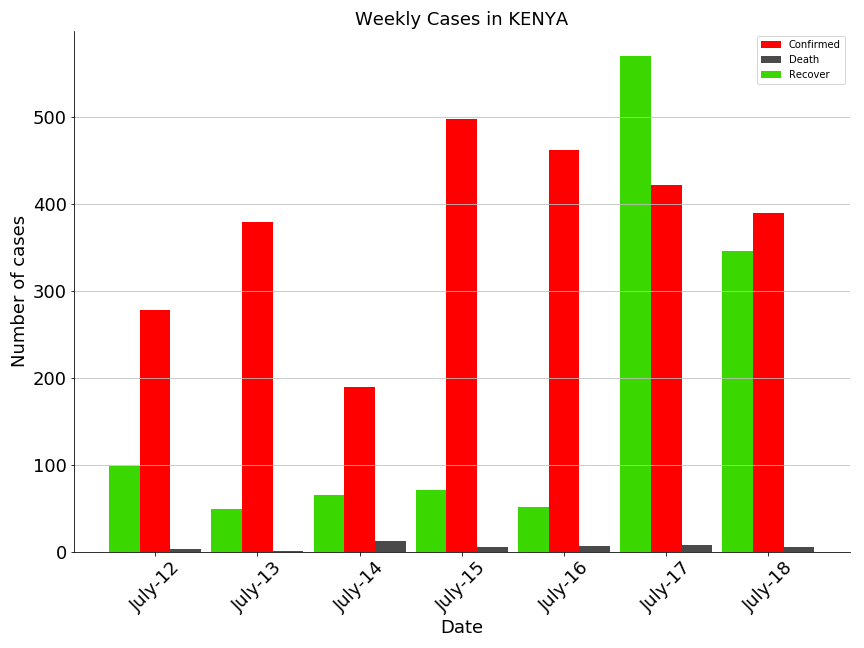 Weekly Cases in KENYA
Confirmed
Death
Recover
Number of cases
500
400
300
200
100
0
July-12
July-13
July-14
July-15
July-16
July-17
July-18
Date